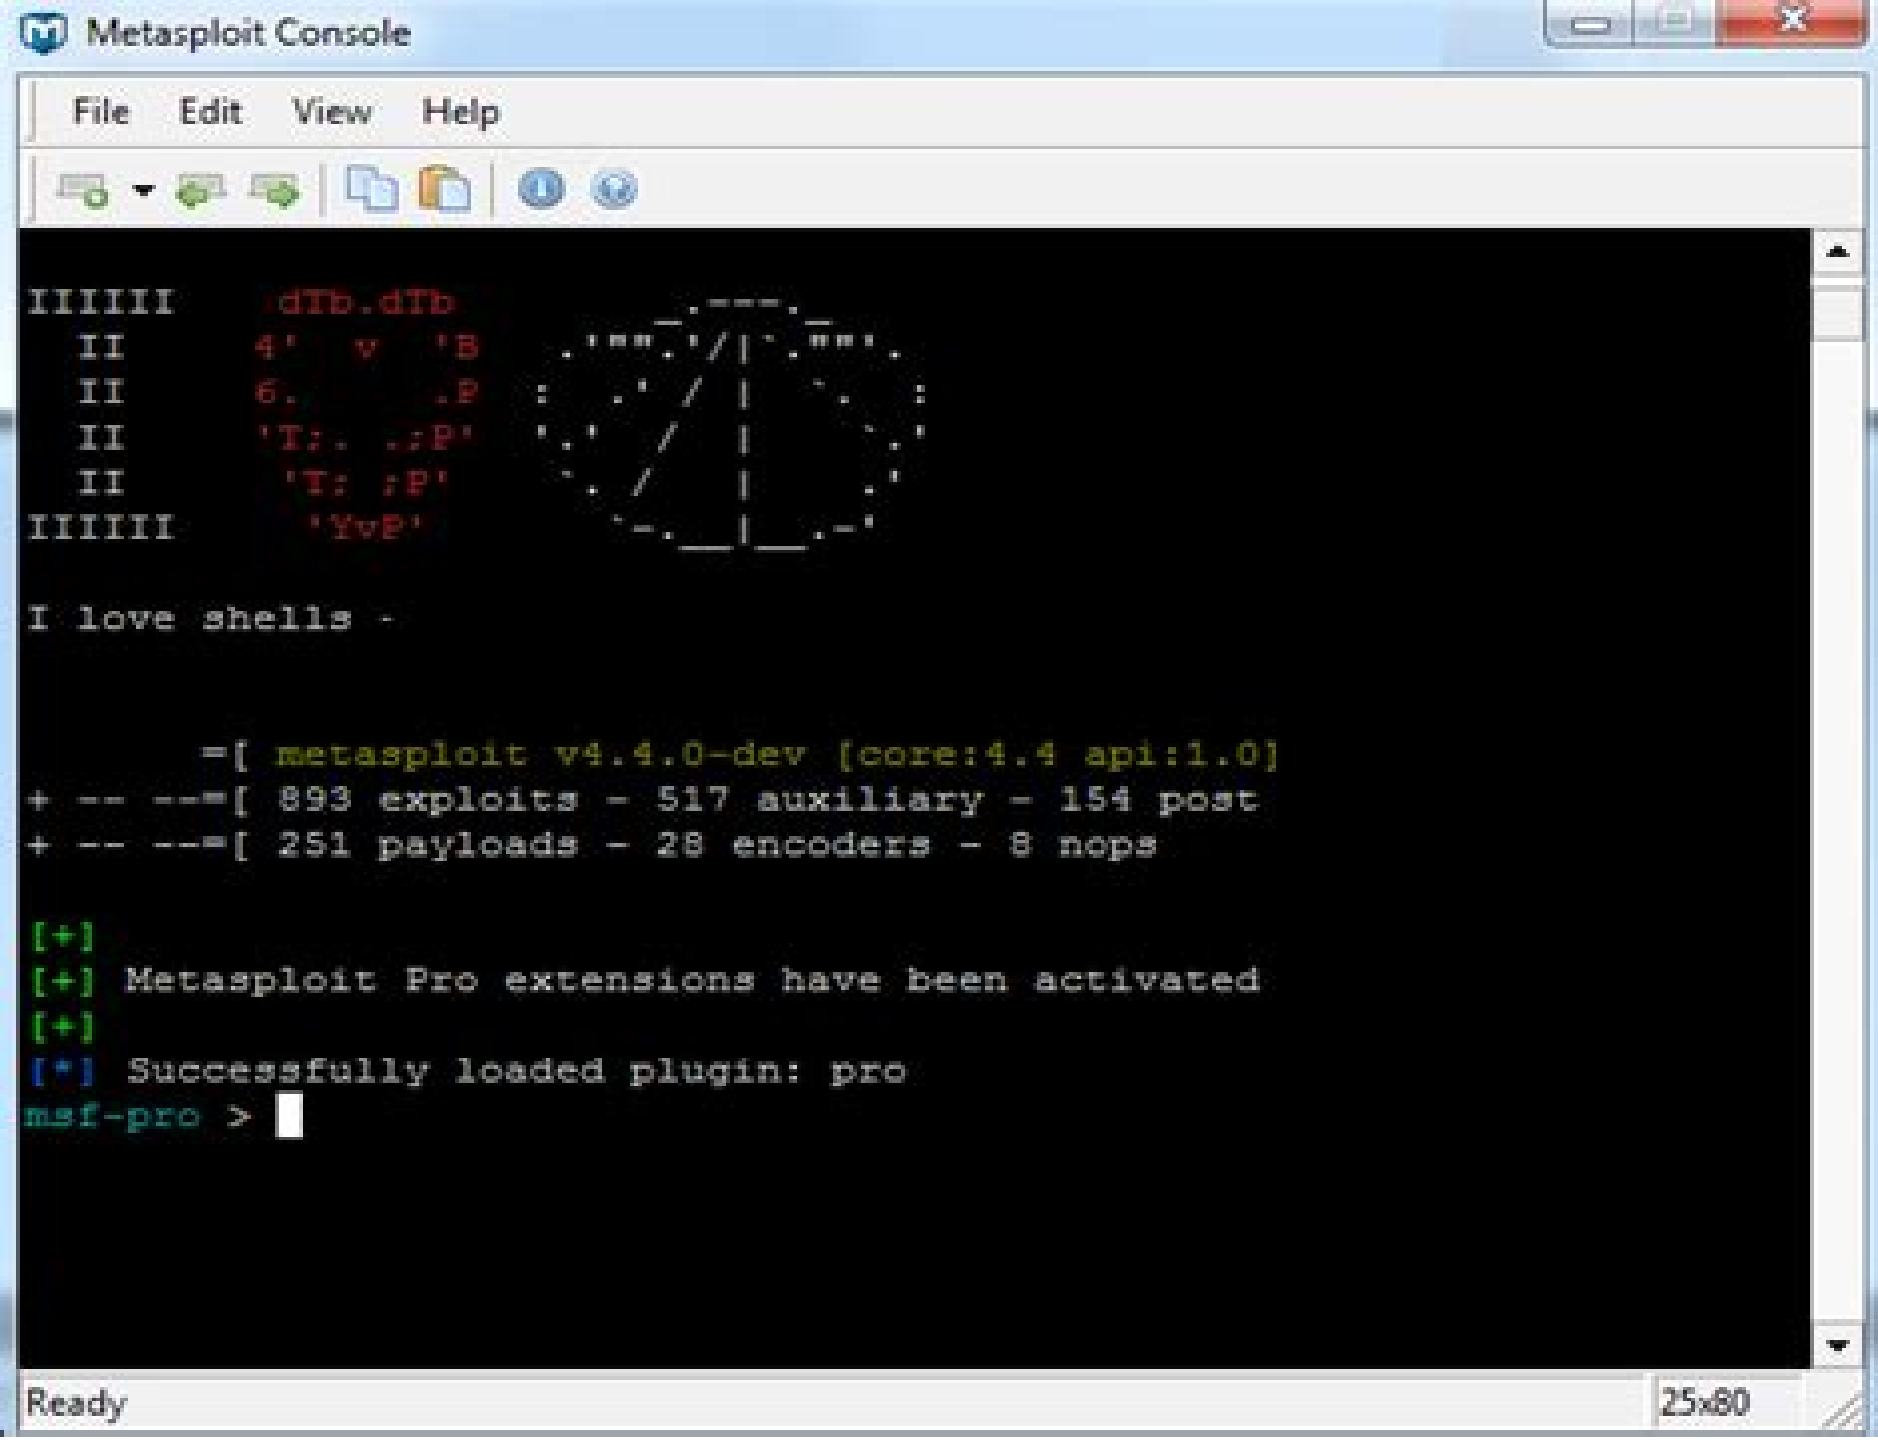 Metasploit Console
File Edit View Help
IIIIII    dTb.dTb        _.---._
  II     4'  v  'B   .'"".'/|`.""'.
  II     6.     .P  :  .' / |  `.  :
  II     'T;. .;P'  '.'  /  |    `.'
  II      'T; ;P'    `. /   |    .'
IIIIII     'YvP'       `-.__|__.-'
I love shells -
=[ metasploit v4.4.0-dev [core:4.4 api:1.0]
+ -- --=[ 893 exploits - 517 auxiliary - 154 post
+ -- --=[ 251 payloads - 28 encoders - 8 nops
[+]
[+] Metasploit Pro extensions have been activated
[+]
[*] Successfully loaded plugin: pro
msf-pro >
Ready 25x80